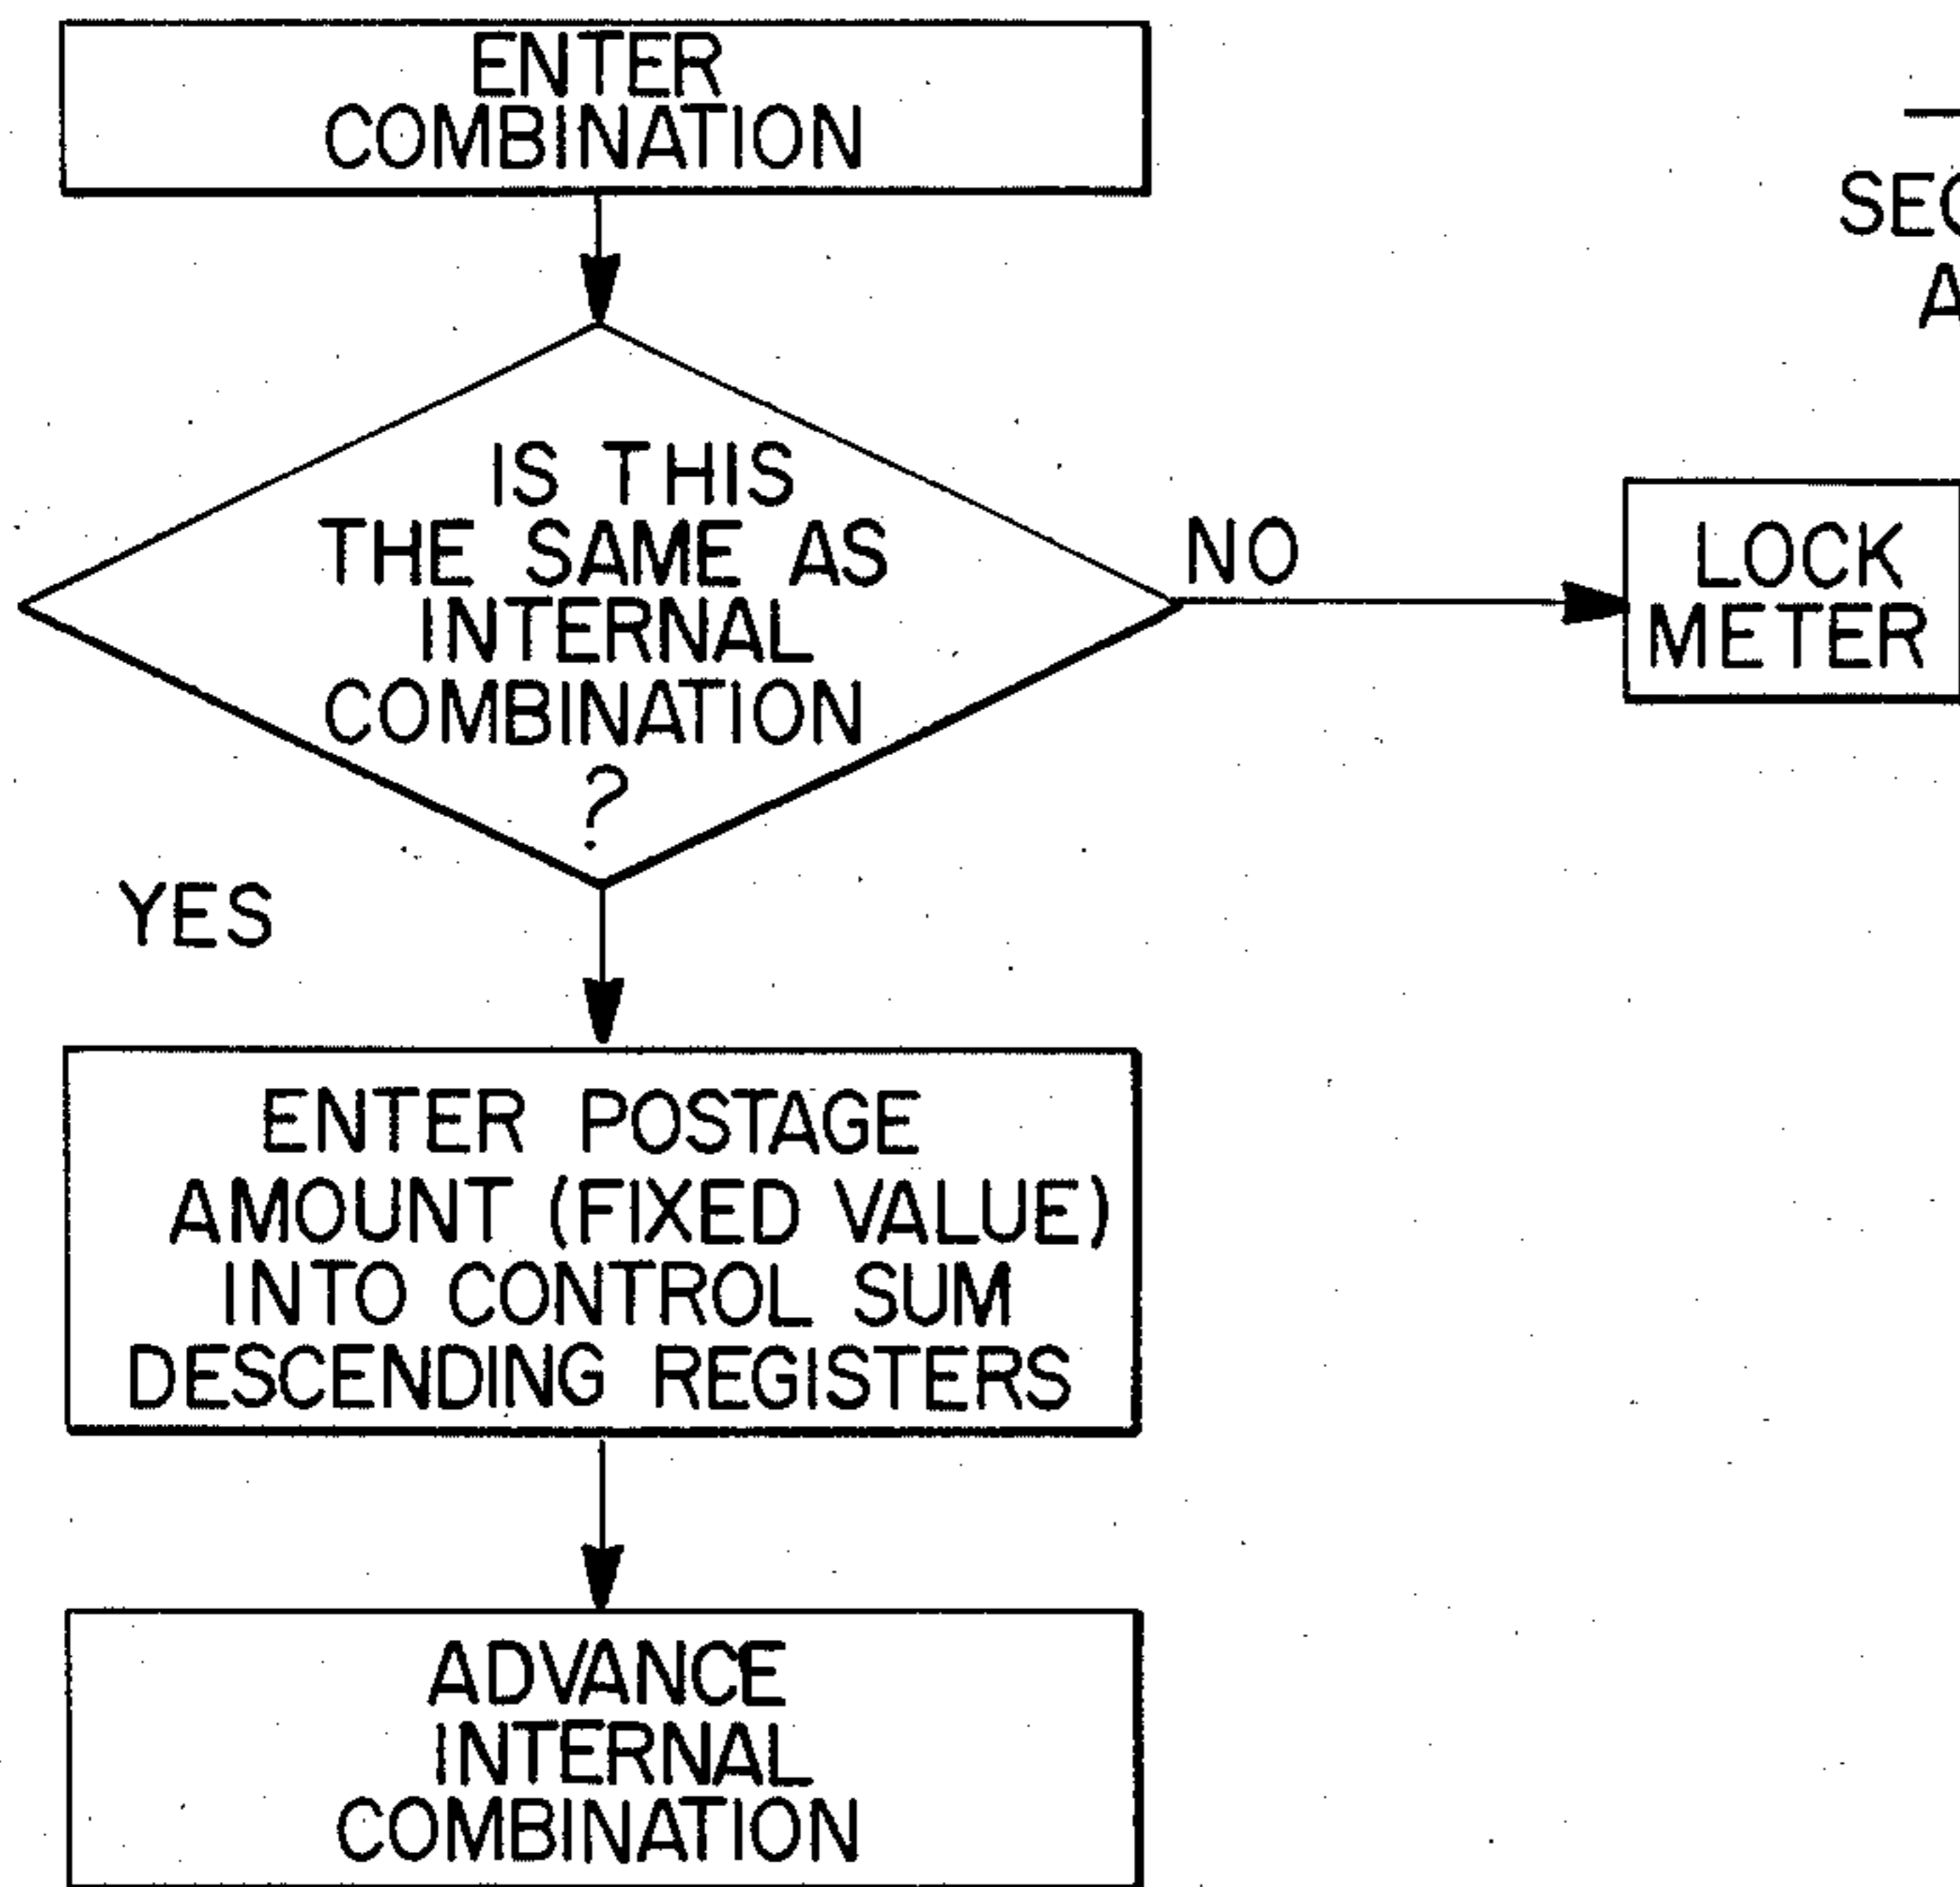 ENTER
COMBINATION
IS THIS
THE SAME AS
INTERNAL
COMBINATION
?
NO
LOCK
METER
YES
ENTER POSTAGE
AMOUNT (FIXED VALUE)
INTO CONTROL SUM
DESCENDING REGISTERS
ADVANCE
INTERNAL
COMBINATION